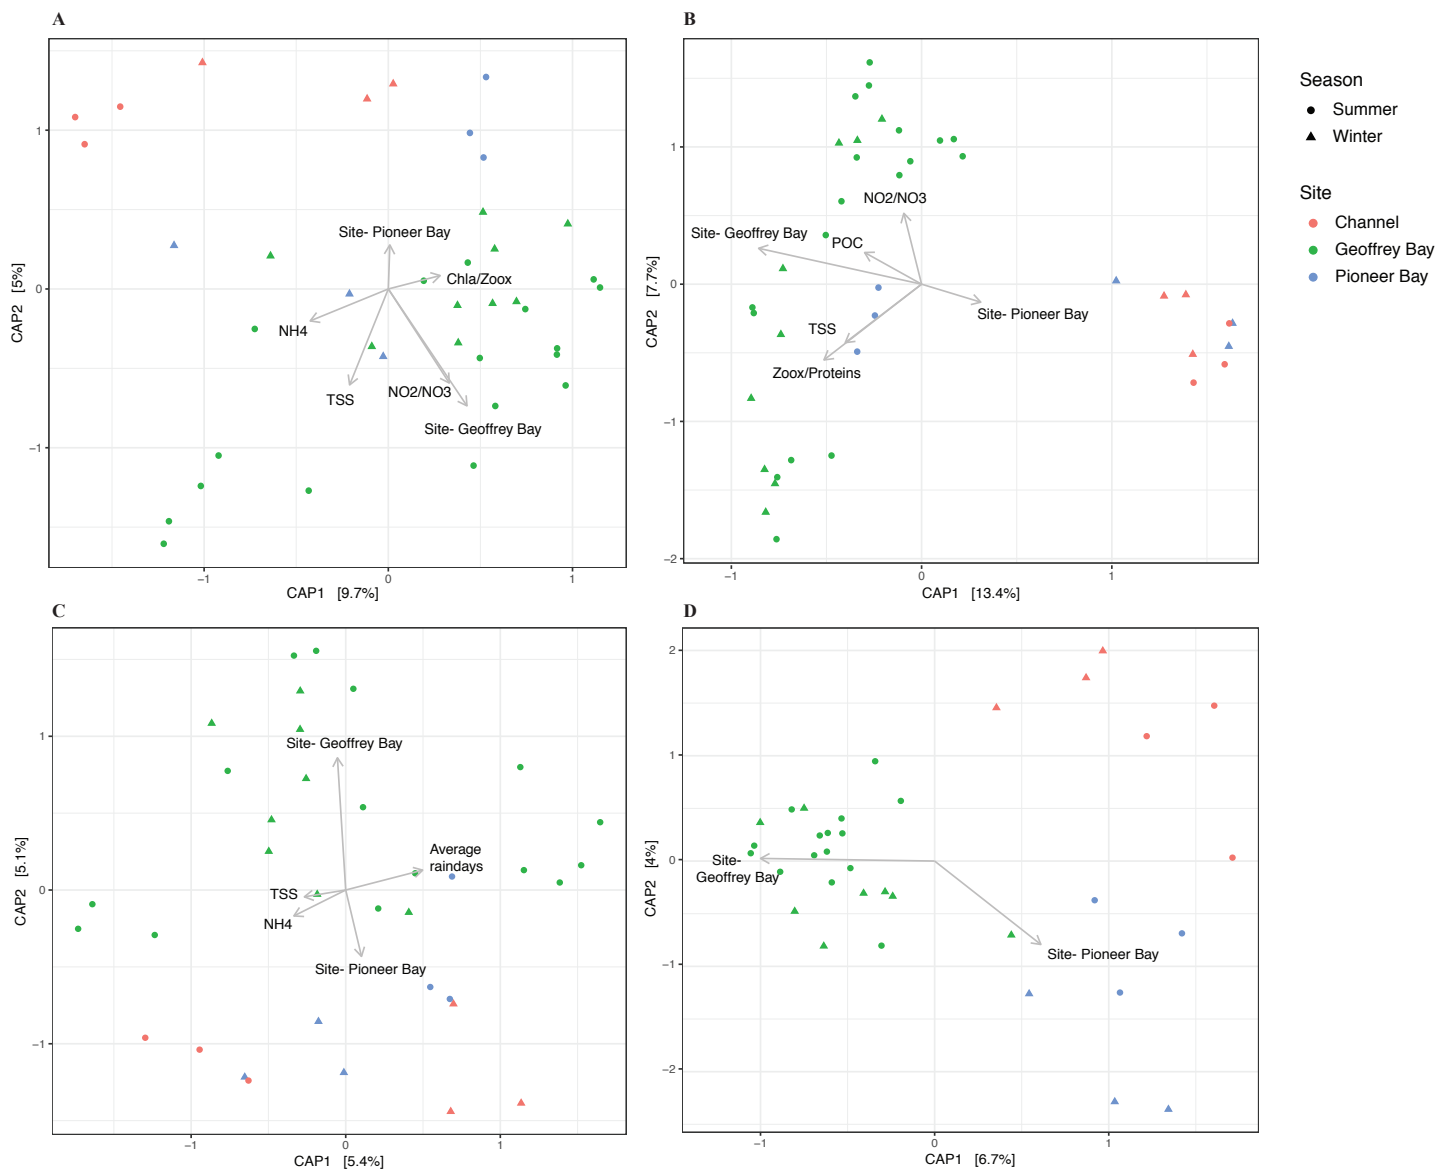 A
1
0
−1
CAP2 [5%]
Site- Pioneer Bay
Chla/Zoox
NH4
TSS
NO2/NO3
Site- Geoffrey Bay
−1
0
1
CAP1 [9.7%]
B
1
0
−1
−2
CAP2 [7.7%]
NO2/NO3
Site- Geoffrey Bay
POC
Site- Pioneer Bay
TSS
Zoox/Proteins
−1
0
1
CAP1 [13.4%]
Season
Summer
Winter
Site
Channel
Geoffrey Bay
Pioneer Bay
C
1
0
−1
CAP2 [5.1%]
Site- Geoffrey Bay
Average
raindays
TSS
NH4
Site- Pioneer Bay
−1
0
1
CAP1 [5.4%]
D
2
1
0
−1
−2
CAP2 [4%]
Site-
Geoffrey Bay
Site- Pioneer Bay
−1
0
1
CAP1 [6.7%]